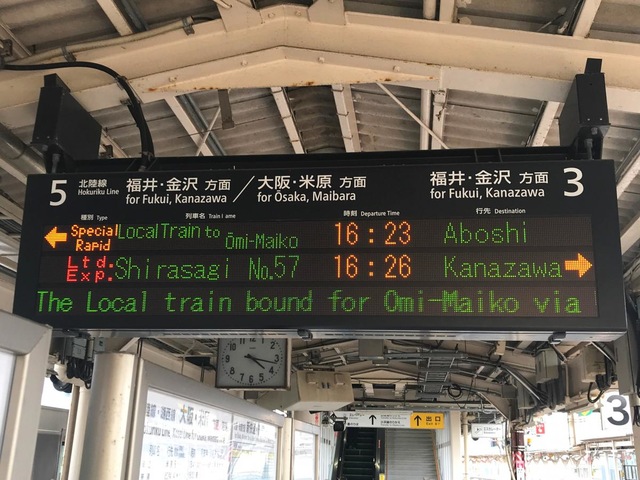 5 北陸線 Hokuriku Line 福井・金沢 方面 for Fukui, Kanazawa / 大阪・米原 方面 for Ōsaka, Maibara 福井・金沢 方面 for Fukui, Kanazawa 3
種別 Type 列車名 Train Name 時刻 Departure Time 行先 Destination
Special Rapid Local Train to Ōmi-Maiko 16:23 Aboshi
Ltd. Exp. Shirasagi No.57 16:26 Kanazawa
The Local train bound for Omi-Maiko via
3
出口